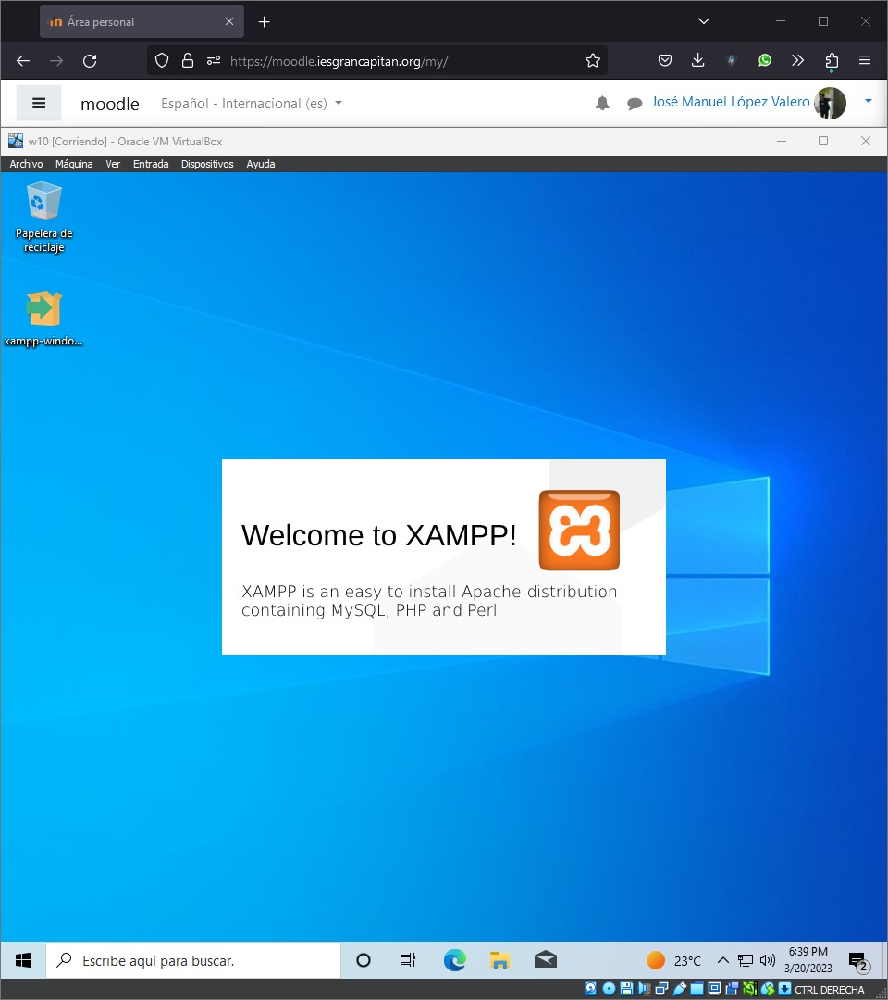 Área personal
https://moodle.iesgrancapitan.org/my/
moodle
Español - Internacional (es)
José Manuel López Valero
w10 [Corriendo] - Oracle VM VirtualBox
Archivo Máquina Ver Entrada Dispositivos Ayuda
Papelera de
reciclaje
xampp-windo...
Welcome to XAMPP!
XAMPP is an easy to install Apache distribution
containing MySQL, PHP and Perl
Escribe aquí para buscar.
23°C
6:39 PM
3/20/2023
2
CTRL DERECHA